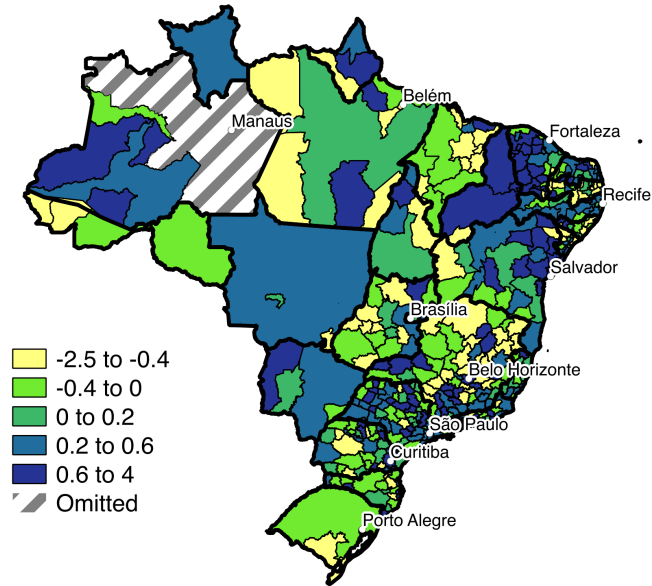 Belém
Manaus
Fortaleza
Recife
Salvador
Brasília
-2.5 to -0.4
-0.4 to 0
0 to 0.2
0.2 to 0.6
0.6 to 4
Omitted
Belo Horizonte
São Paulo
Curitiba
Porto Alegre